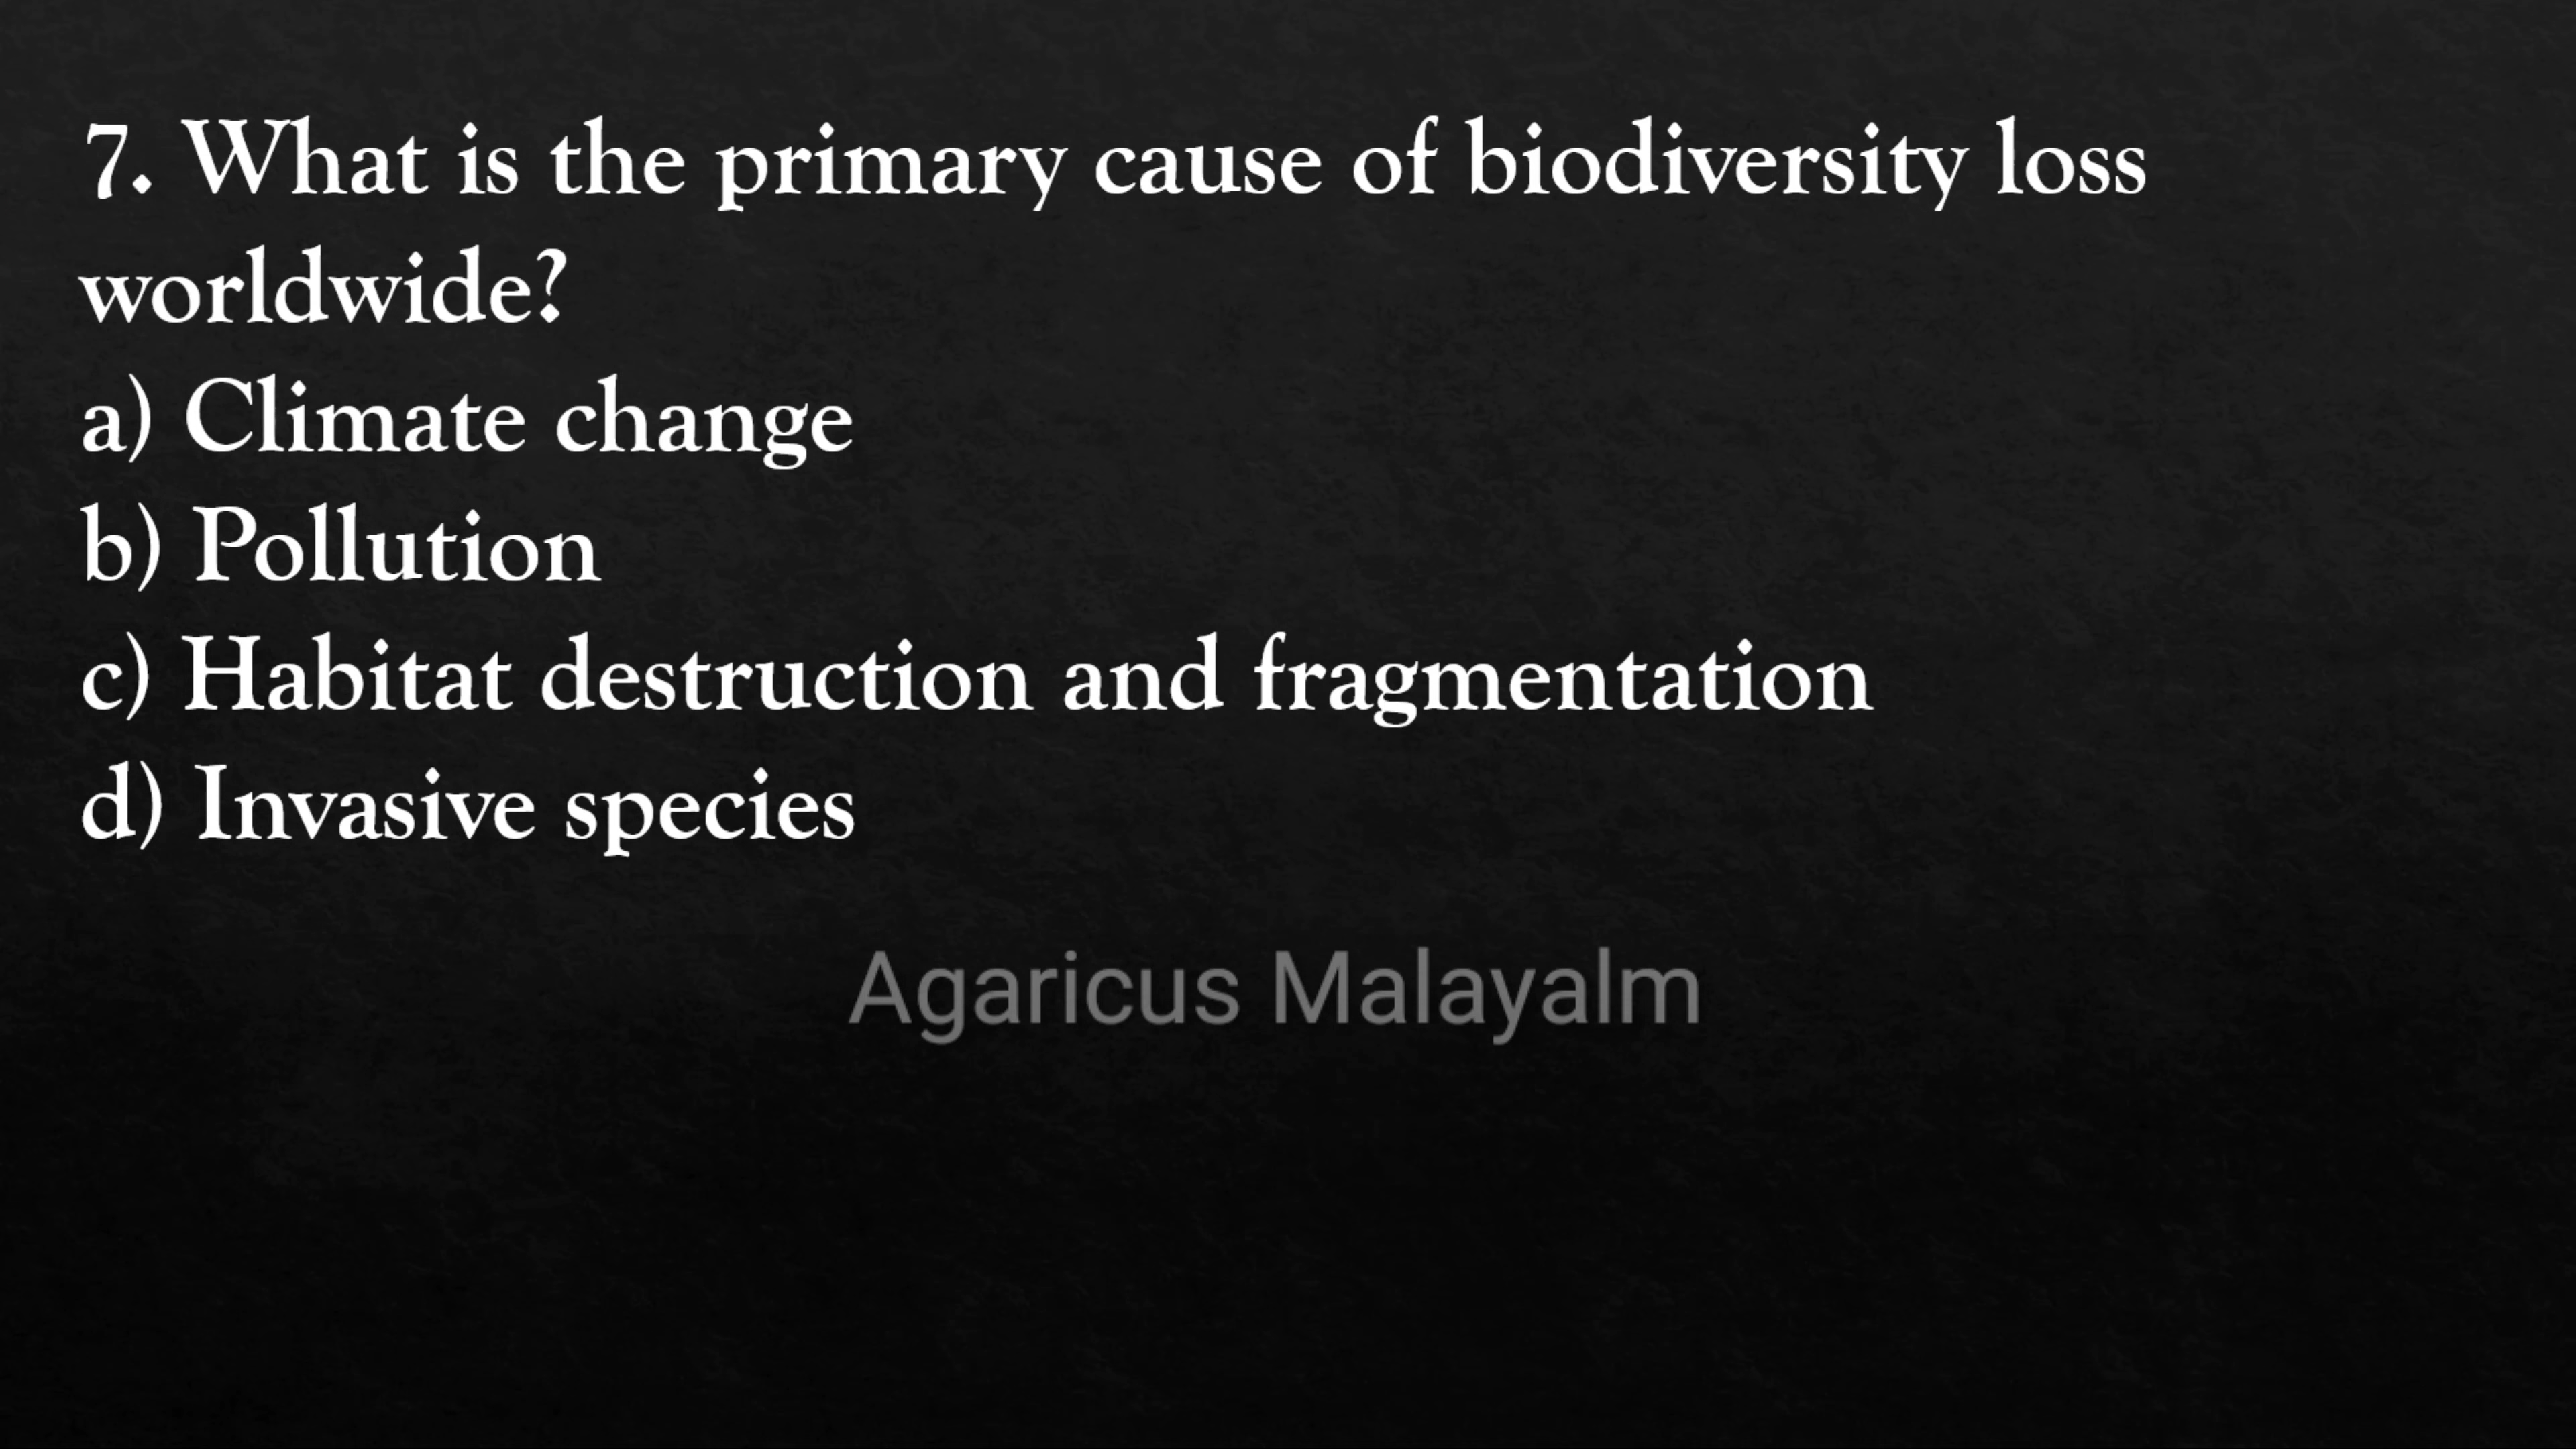 7. What is the primary cause of biodiversity loss
worldwide?
a) Climate change
b) Pollution
c) Habitat destruction and fragmentation
d) Invasive species
Agaricus Malayalm